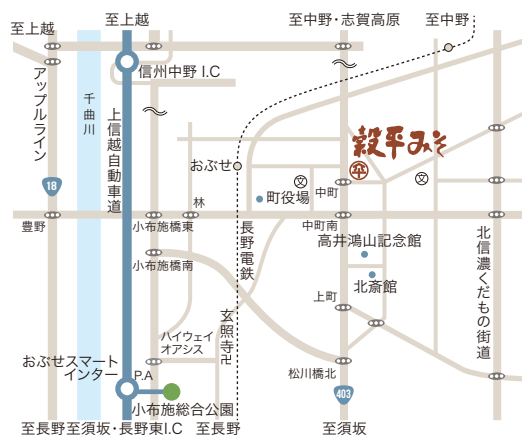 至上越
至上越
至中野・志賀高原
至中野
信州中野 I.C
アップルライン
千曲川
上信越自動車道
18
おぶせ
穀平みそ
文
文
町役場
中町
豊野
小布施橋東
林
中町南
長野電鉄
高井鴻山記念館
北信濃くだもの街道
小布施橋南
北斎館
上町
玄照寺卍
ハイウェイ
オアシス
おぶせスマート
インター
P.A
松川橋北
403
小布施総合公園
至長野
至須坂・長野東I.C
至長野
至須坂